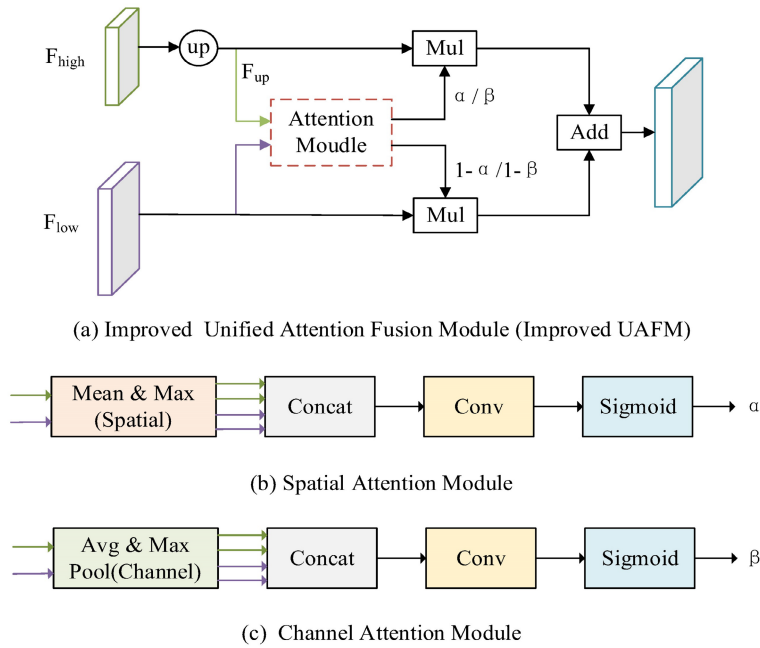 F_high
up
Mul
F_up
α / β
Attention
Moudle
Add
1- α /1- β
F_low
Mul
(a) Improved Unified Attention Fusion Module (Improved UAFM)
Mean & Max
(Spatial)
Concat
Conv
Sigmoid
α
(b) Spatial Attention Module
Avg & Max
Pool(Channel)
Concat
Conv
Sigmoid
β
(c) Channel Attention Module